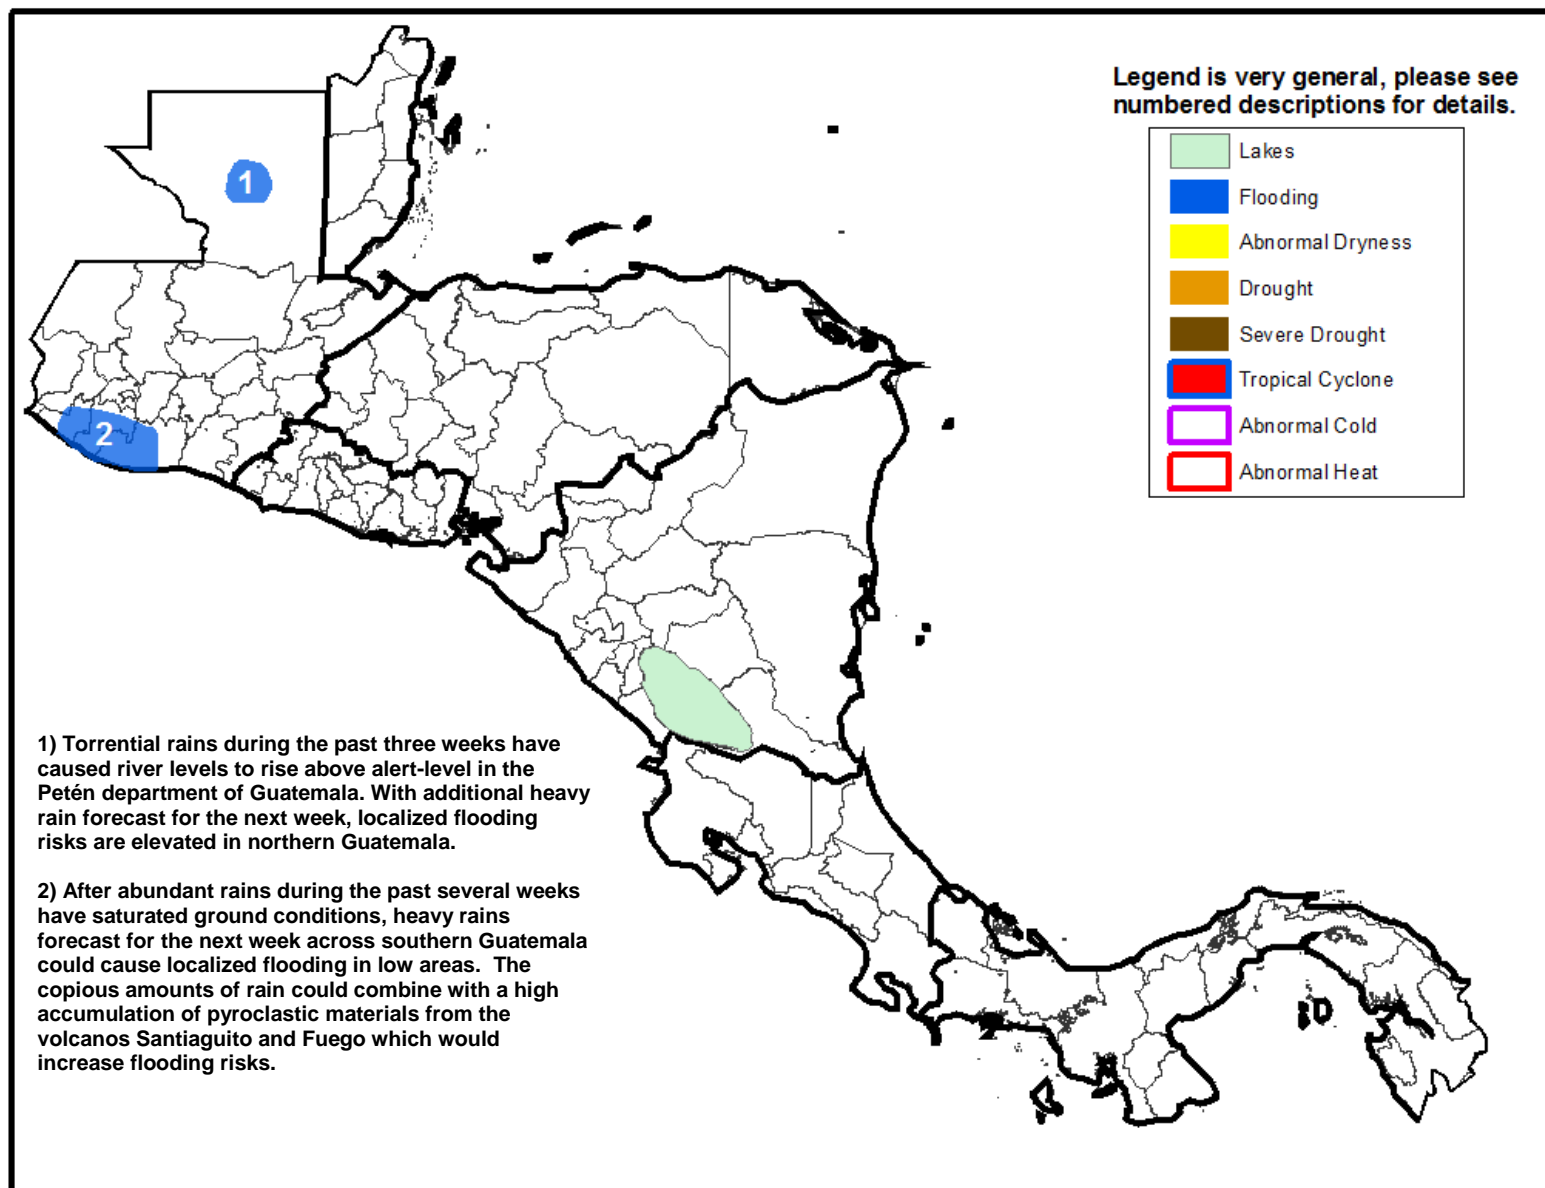 Legend is very general, please see
numbered descriptions for details.
Lakes
Flooding
Abnormal Dryness
Drought
Severe Drought
Tropical Cyclone
Abnormal Cold
Abnormal Heat
1
2
1) Torrential rains during the past three weeks have
caused river levels to rise above alert-level in the
Petén department of Guatemala. With additional heavy
rain forecast for the next week, localized flooding
risks are elevated in northern Guatemala.
2) After abundant rains during the past several weeks
have saturated ground conditions, heavy rains
forecast for the next week across southern Guatemala
could cause localized flooding in low areas.  The
copious amounts of rain could combine with a high
accumulation of pyroclastic materials from the
volcanos Santiaguito and Fuego which would
increase flooding risks.